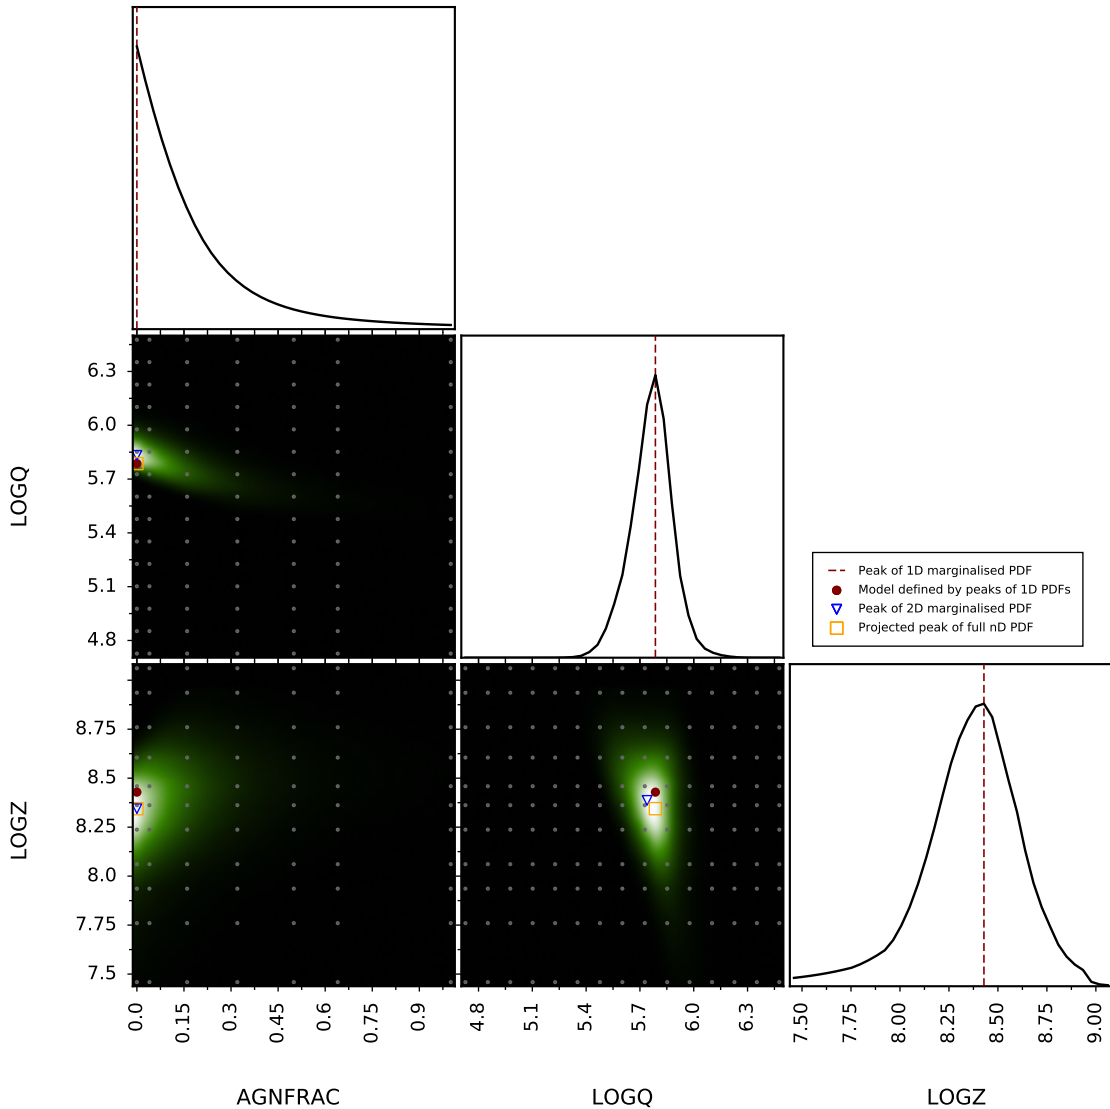 6.3
6.0
5.7
5.4
5.1
4.8
LOGQ
Peak of 1D marginalised PDF
Model defined by peaks of 1D PDFs
Peak of 2D marginalised PDF
Projected peak of full nD PDF
8.75
8.5
8.25
8.0
7.75
7.5
LOGZ
0.0 0.15 0.3 0.45 0.6 0.75 0.9
4.8 5.1 5.4 5.7 6.0 6.3
7.50 7.75 8.00 8.25 8.50 8.75 9.00
AGNFRAC LOGQ LOGZ